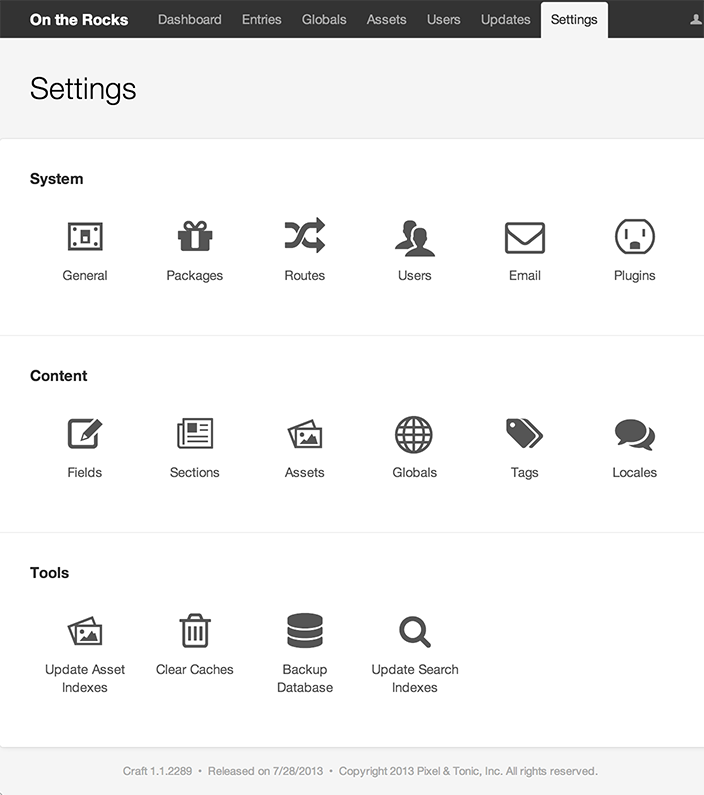 On the Rocks Dashboard Entries Globals Assets Users Updates Settings
Settings
System
General Packages Routes Users Email Plugins
Content
Fields Sections Assets Globals Tags Locales
Tools
Update Asset Clear Caches Backup Update Search
Indexes Database Indexes
Craft 1.1.2289 • Released on 7/28/2013 • Copyright 2013 Pixel & Tonic, Inc. All rights reserved.